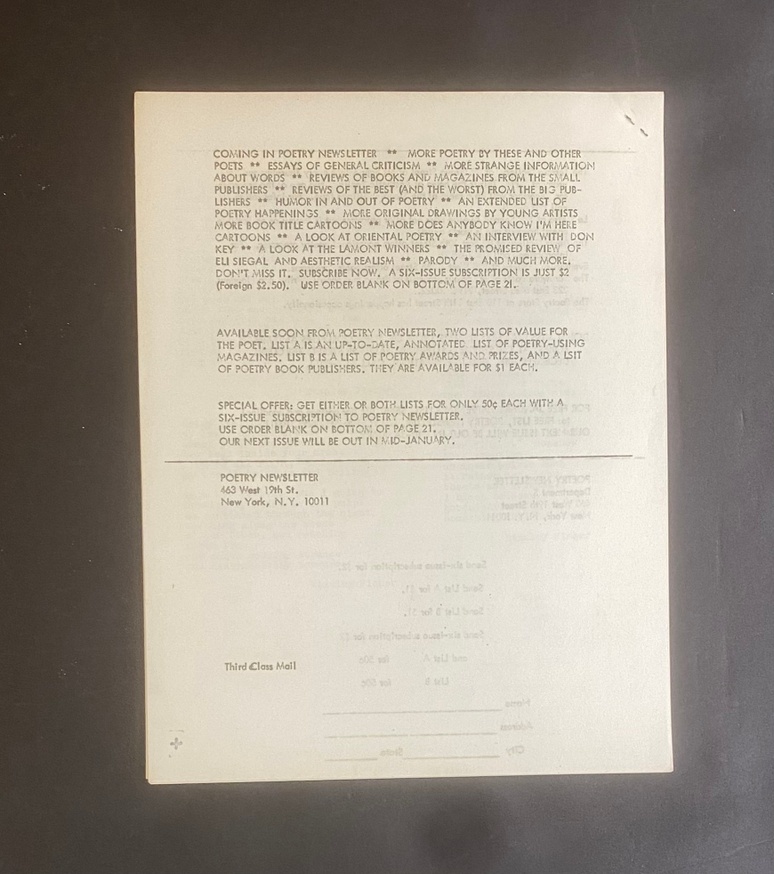 COMING IN POETRY NEWSLETTER ** MORE POETRY BY THESE AND OTHER
POETS ** ESSAYS OF GENERAL CRITICISM ** MORE STRANGE INFORMATION
ABOUT WORDS ** REVIEWS OF BOOKS AND MAGAZINES FROM THE SMALL
PUBLISHERS ** REVIEWS OF THE BEST (AND THE WORST) FROM THE BIG PUB-
LISHERS ** HUMOR IN AND OUT OF POETRY ** AN EXTENDED LIST OF
POETRY HAPPENINGS ** MORE ORIGINAL DRAWINGS BY YOUNG ARTISTS
MORE BOOK TITLE CARTOONS ** MORE DOES ANYBODY KNOW I'M HERE
CARTOONS ** A LOOK AT ORIENTAL POETRY ** AN INTERVIEW WITH DON
KEY ** A LOOK AT THE LAMONT WINNERS ** THE PROMISED REVIEW OF
ELI SIEGAL AND AESTHETIC REALISM ** PARODY ** AND MUCH MORE.
DON'T MISS IT. SUBSCRIBE NOW. A SIX-ISSUE SUBSCRIPTION IS JUST $2
(Foreign $2.50). USE ORDER BLANK ON BOTTOM OF PAGE 21.
AVAILABLE SOON FROM POETRY NEWSLETTER, TWO LISTS OF VALUE FOR
THE POET. LIST A IS AN UP-TO-DATE, ANNOTATED LIST OF POETRY-USING
MAGAZINES. LIST B IS A LIST OF POETRY AWARDS AND PRIZES, AND A LSIT
OF POETRY BOOK PUBLISHERS. THEY ARE AVAILABLE FOR $1 EACH.
SPECIAL OFFER: GET EITHER OR BOTH LISTS FOR ONLY 50¢ EACH WITH A
SIX-ISSUE SUBSCRIPTION TO POETRY NEWSLETTER.
USE ORDER BLANK ON BOTTOM OF PAGE 21.
OUR NEXT ISSUE WILL BE OUT IN MID-JANUARY.
POETRY NEWSLETTER
463 West 19th St.
New York, N.Y. 10011
Third Class Mail